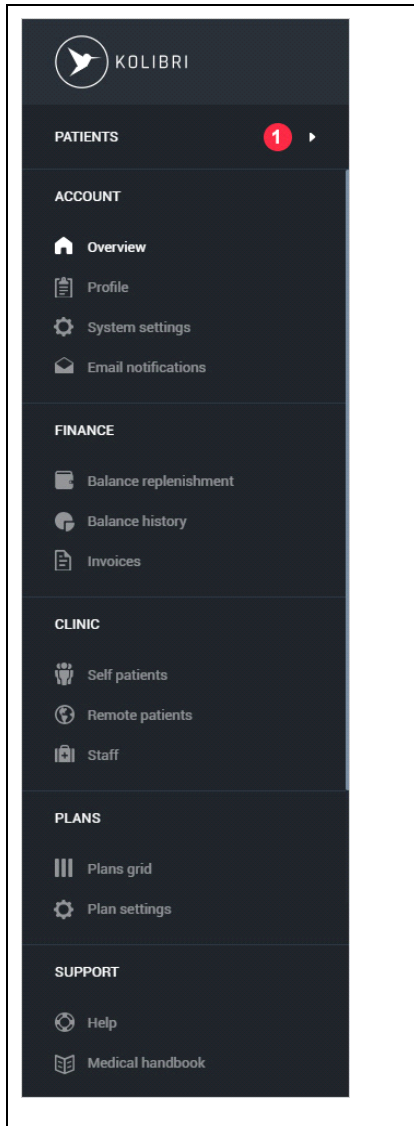 KOLIBRI
PATIENTS 1
ACCOUNT
Overview
Profile
System settings
Email notifications
FINANCE
Balance replenishment
Balance history
Invoices
CLINIC
Self patients
Remote patients
Staff
PLANS
Plans grid
Plan settings
SUPPORT
Help
Medical handbook